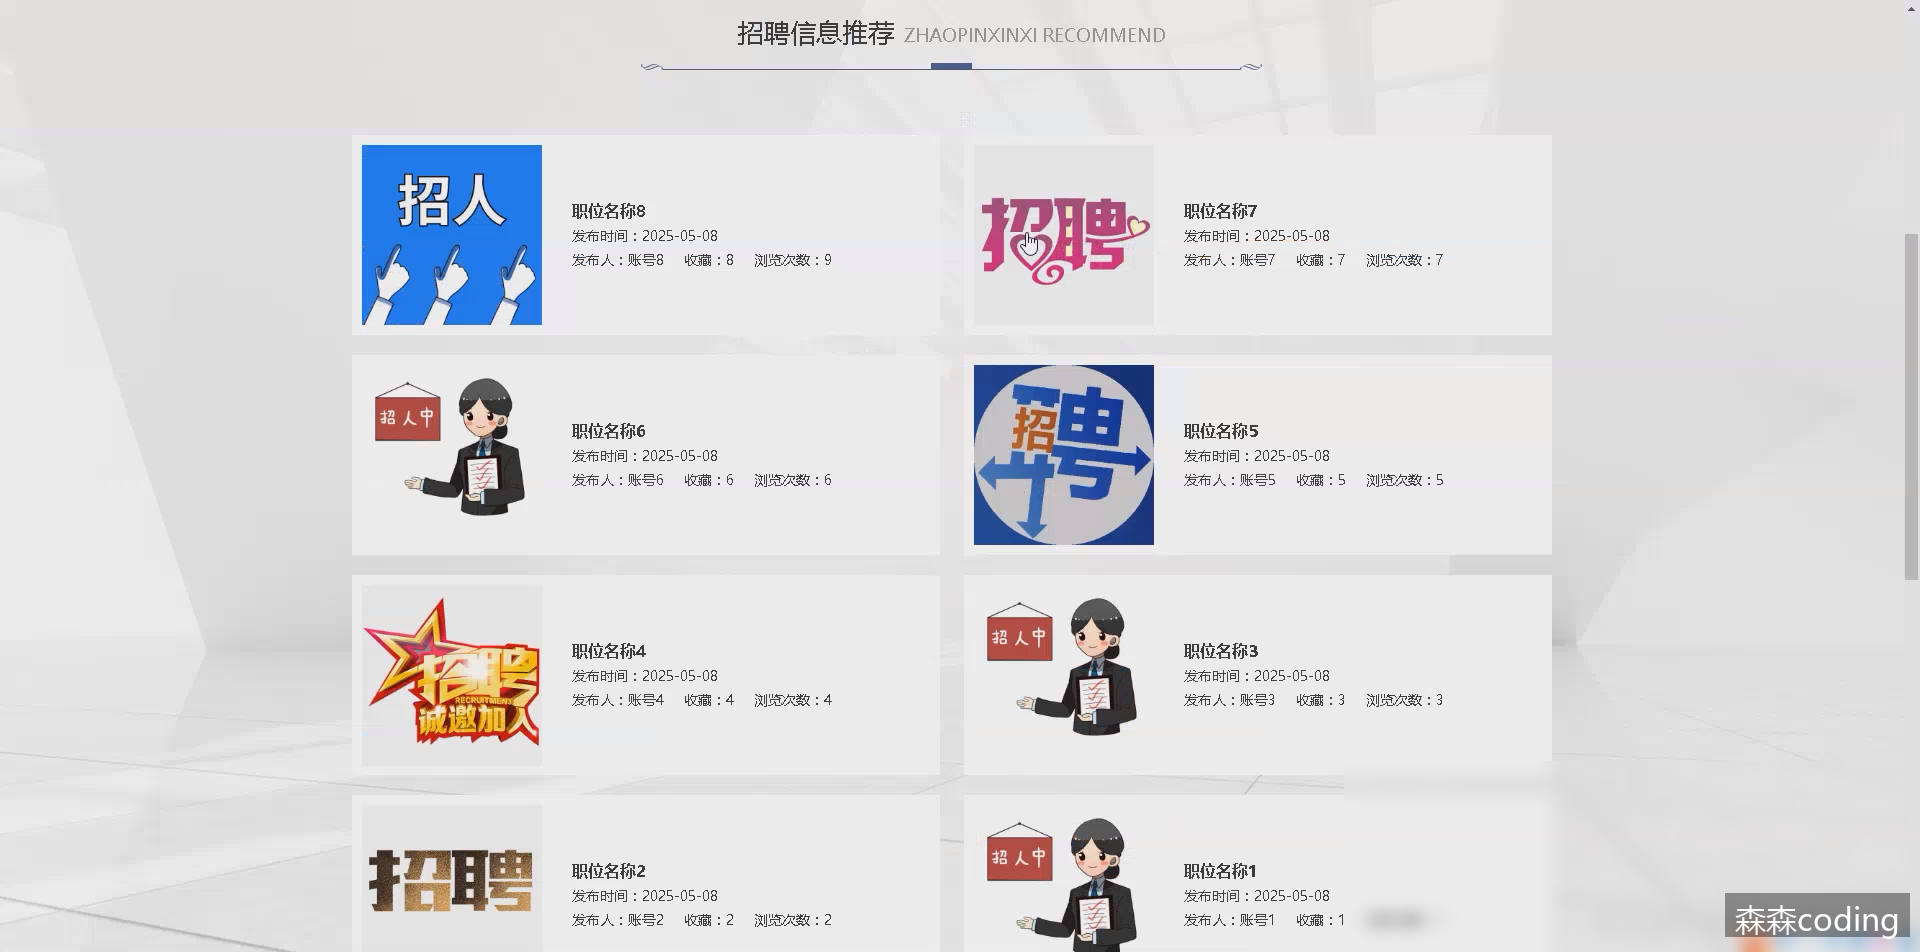 招聘信息推荐 ZHAOPINXINXI RECOMMEND
招人
职位名称8
发布时间：2025-05-08
发布人：账号8 收藏：8 浏览次数：9
招聘
职位名称7
发布时间：2025-05-08
发布人：账号7 收藏：7 浏览次数：7
招人中
职位名称6
发布时间：2025-05-08
发布人：账号6 收藏：6 浏览次数：6
招聘
职位名称5
发布时间：2025-05-08
发布人：账号5 收藏：5 浏览次数：5
招聘
RECRUITMENT
诚邀加入
职位名称4
发布时间：2025-05-08
发布人：账号4 收藏：4 浏览次数：4
招人中
职位名称3
发布时间：2025-05-08
发布人：账号3 收藏：3 浏览次数：3
招聘
职位名称2
发布时间：2025-05-08
发布人：账号2 收藏：2 浏览次数：2
招人中
职位名称1
发布时间：2025-05-08
发布人：账号1 收藏：1
森森coding